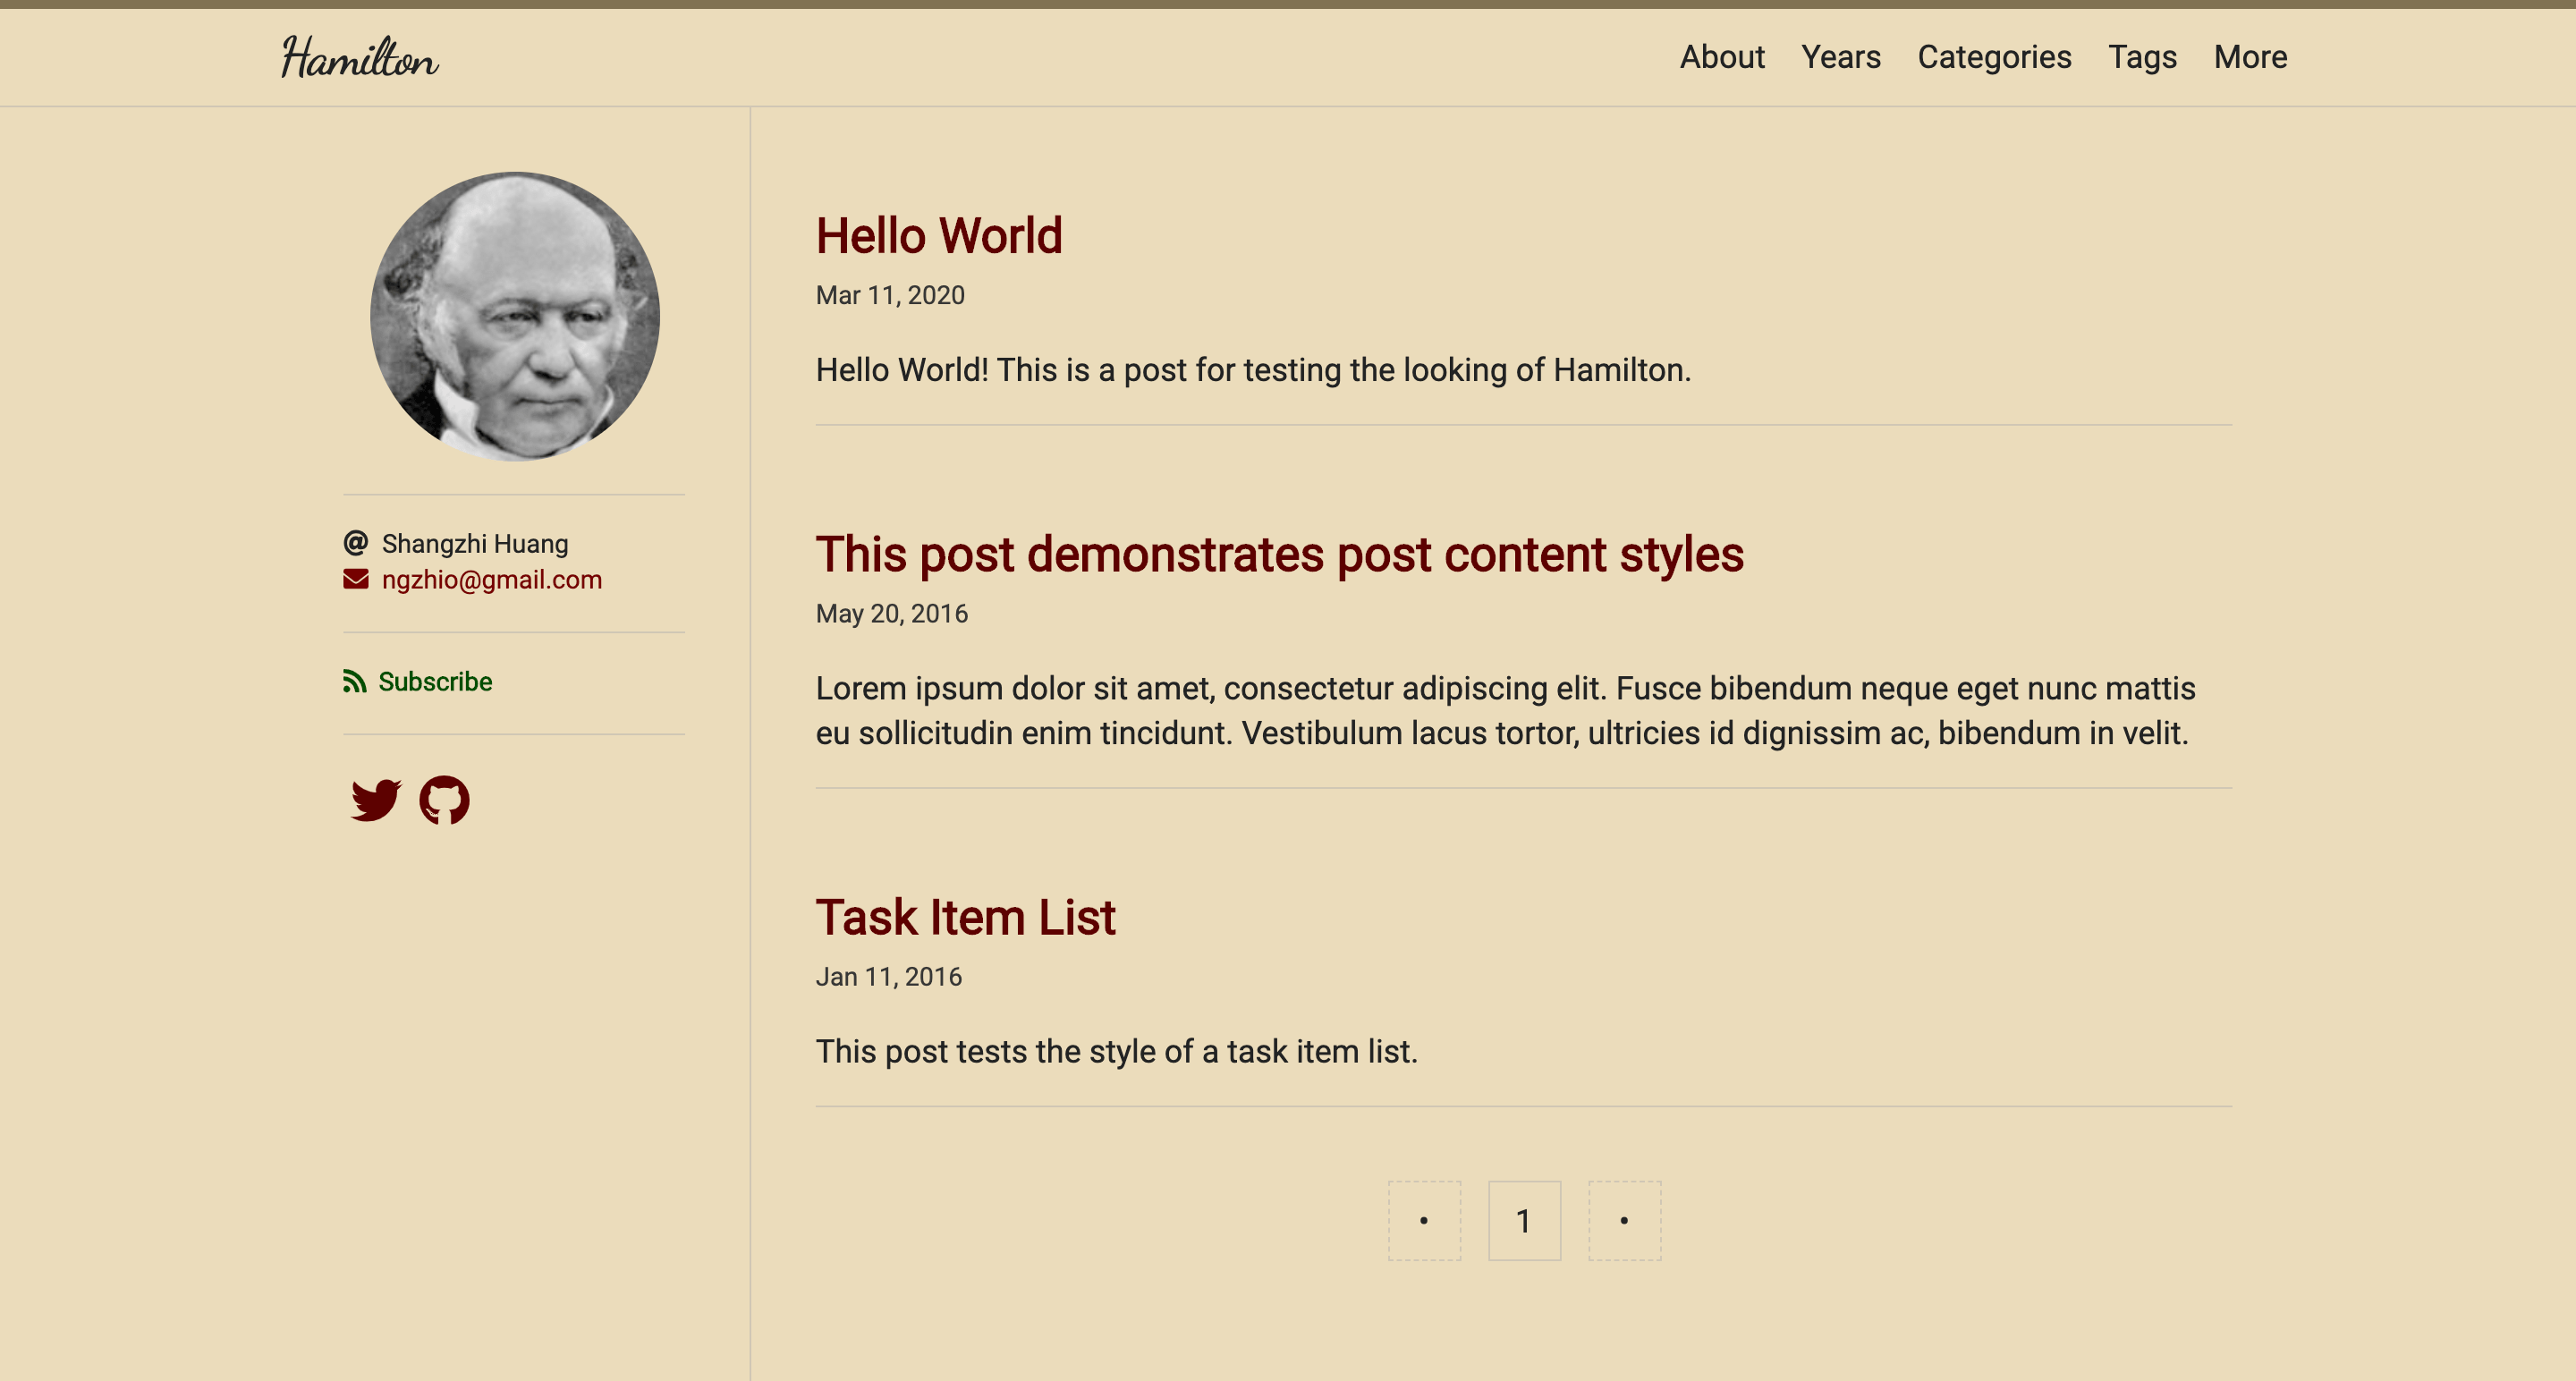 Hamilton
About Years Categories Tags More
Shangzhi Huang
ngzhio@gmail.com
Subscribe
Hello World
Mar 11, 2020
Hello World! This is a post for testing the looking of Hamilton.
This post demonstrates post content styles
May 20, 2016
Lorem ipsum dolor sit amet, consectetur adipiscing elit. Fusce bibendum neque eget nunc mattis
eu sollicitudin enim tincidunt. Vestibulum lacus tortor, ultricies id dignissim ac, bibendum in velit.
Task Item List
Jan 11, 2016
This post tests the style of a task item list.
• 1 •